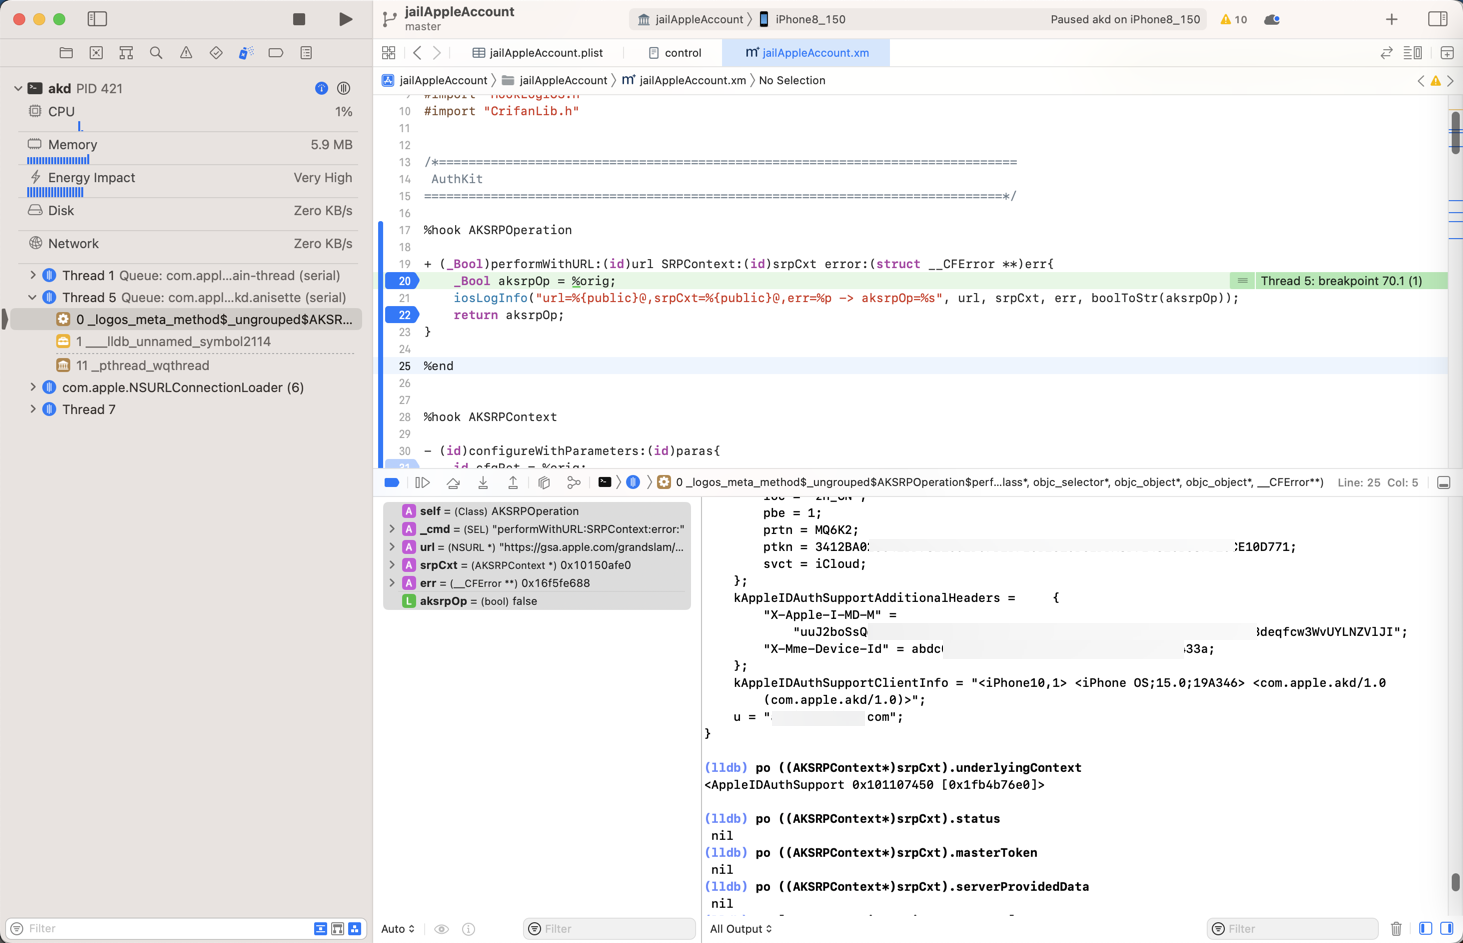 jailAppleAccount
master
jailAppleAccount
iPhone8_150
Paused akd on iPhone8_150
10
jailAppleAccount.plist
control
jailAppleAccount.xm
jailAppleAccount
jailAppleAccount
jailAppleAccount.xm
No Selection
akd PID 421
CPU
1%
Memory
5.9 MB
Energy Impact
Very High
Disk
Zero KB/s
Network
Zero KB/s
Thread 1 Queue: com.appl...ain-thread (serial)
Thread 5 Queue: com.appl...kd.anisette (serial)
0 _logos_meta_method$_ungrouped$AKSR...
1 ___lldb_unnamed_symbol2114
11 _pthread_wqthread
com.apple.NSURLConnectionLoader (6)
Thread 7
Filter
10 #import "CrifanLib.h"
11
12
13 /*==============================================================================
14 AuthKit
15 ==============================================================================*/
16
17 %hook AKSRPOperation
18
19 + (_Bool)performWithURL:(id)url SRPContext:(id)srpCxt error:(struct __CFError **)err{
20 _Bool aksrpOp = %orig;
Thread 5: breakpoint 70.1 (1)
21 iosLogInfo("url=%{public}@,srpCxt=%{public}@,err=%p -> aksrpOp=%s", url, srpCxt, err, boolToStr(aksrpOp));
22 return aksrpOp;
23 }
24
25 %end
26
27
28 %hook AKSRPContext
29
30 - (id)configureWithParameters:(id)paras{
0 _logos_meta_method$_ungrouped$AKSRPOperation$perf...lass*, objc_selector*, objc_object*, objc_object*, __CFError**)
Line: 25 Col: 5
A self = (Class) AKSRPOperation
A _cmd = (SEL) "performWithURL:SRPContext:error:"
A url = (NSURL *) "https://gsa.apple.com/grandslam/...
A srpCxt = (AKSRPContext *) 0x10150afe0
A err = (__CFError **) 0x16f5fe688
L aksrpOp = (bool) false
pbe = 1;
prtn = MQ6K2;
ptkn = 3412BA0 CE10D771;
svct = iCloud;
};
kAppleIDAuthSupportAdditionalHeaders = {
"X-Apple-I-MD-M" =
"uuJ2boSsQ deqfcw3WvUYLNZVlJI";
"X-Mme-Device-Id" = abdc 33a;
};
kAppleIDAuthSupportClientInfo = "<iPhone10,1> <iPhone OS;15.0;19A346> <com.apple.akd/1.0
(com.apple.akd/1.0)>";
u = " com";
}
(lldb) po ((AKSRPContext*)srpCxt).underlyingContext
<AppleIDAuthSupport 0x101107450 [0x1fb4b76e0]>
(lldb) po ((AKSRPContext*)srpCxt).status
nil
(lldb) po ((AKSRPContext*)srpCxt).masterToken
nil
(lldb) po ((AKSRPContext*)srpCxt).serverProvidedData
nil
Auto
Filter
All Output
Filter